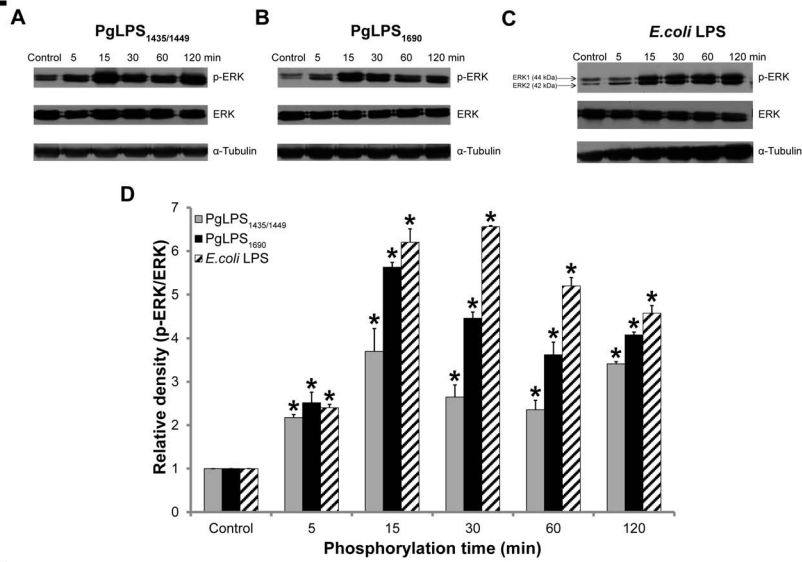 A
PgLPS1435/1449
Control 5 15 30 60 120 min
p-ERK
ERK
α-Tubulin
B
PgLPS1690
Control 5 15 30 60 120 min
p-ERK
ERK
α-Tubulin
C
E.coli LPS
Control 5 15 30 60 120 min
ERK1 (44 kDa)
ERK2 (42 kDa)
p-ERK
ERK
α-Tubulin
D
Relative density (p-ERK/ERK)
7
6
5
4
3
2
1
0
PgLPS1435/1449
PgLPS1690
E.coli LPS
* * *
* * *
* * *
* * *
* * *
Control 5 15 30 60 120
Phosphorylation time (min)